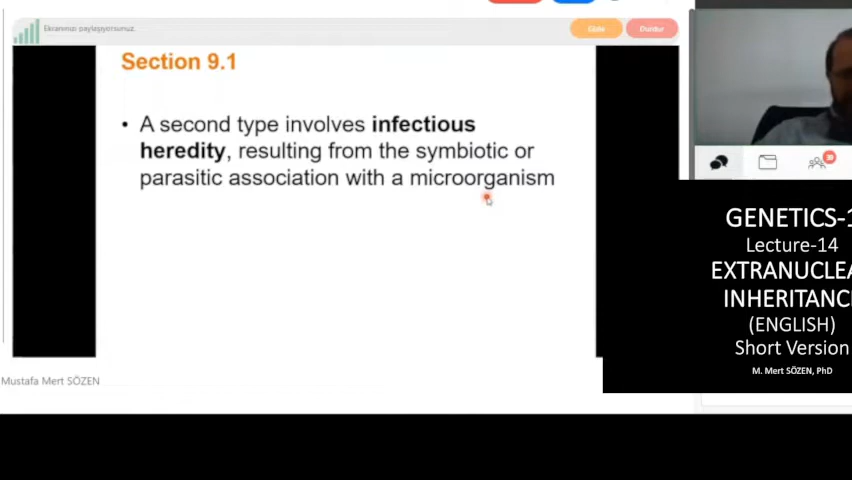 Ekranınızı paylaşıyorsunuz.
Durdur
Section 9.1
• A second type involves infectious
heredity, resulting from the symbiotic or
parasitic association with a microorganism
30
GENETICS-1
Lecture-14
EXTRANUCLEA
INHERITANC
(ENGLISH)
Short Version
M. Mert SÖZEN, PhD
Mustafa Mert SÖZEN